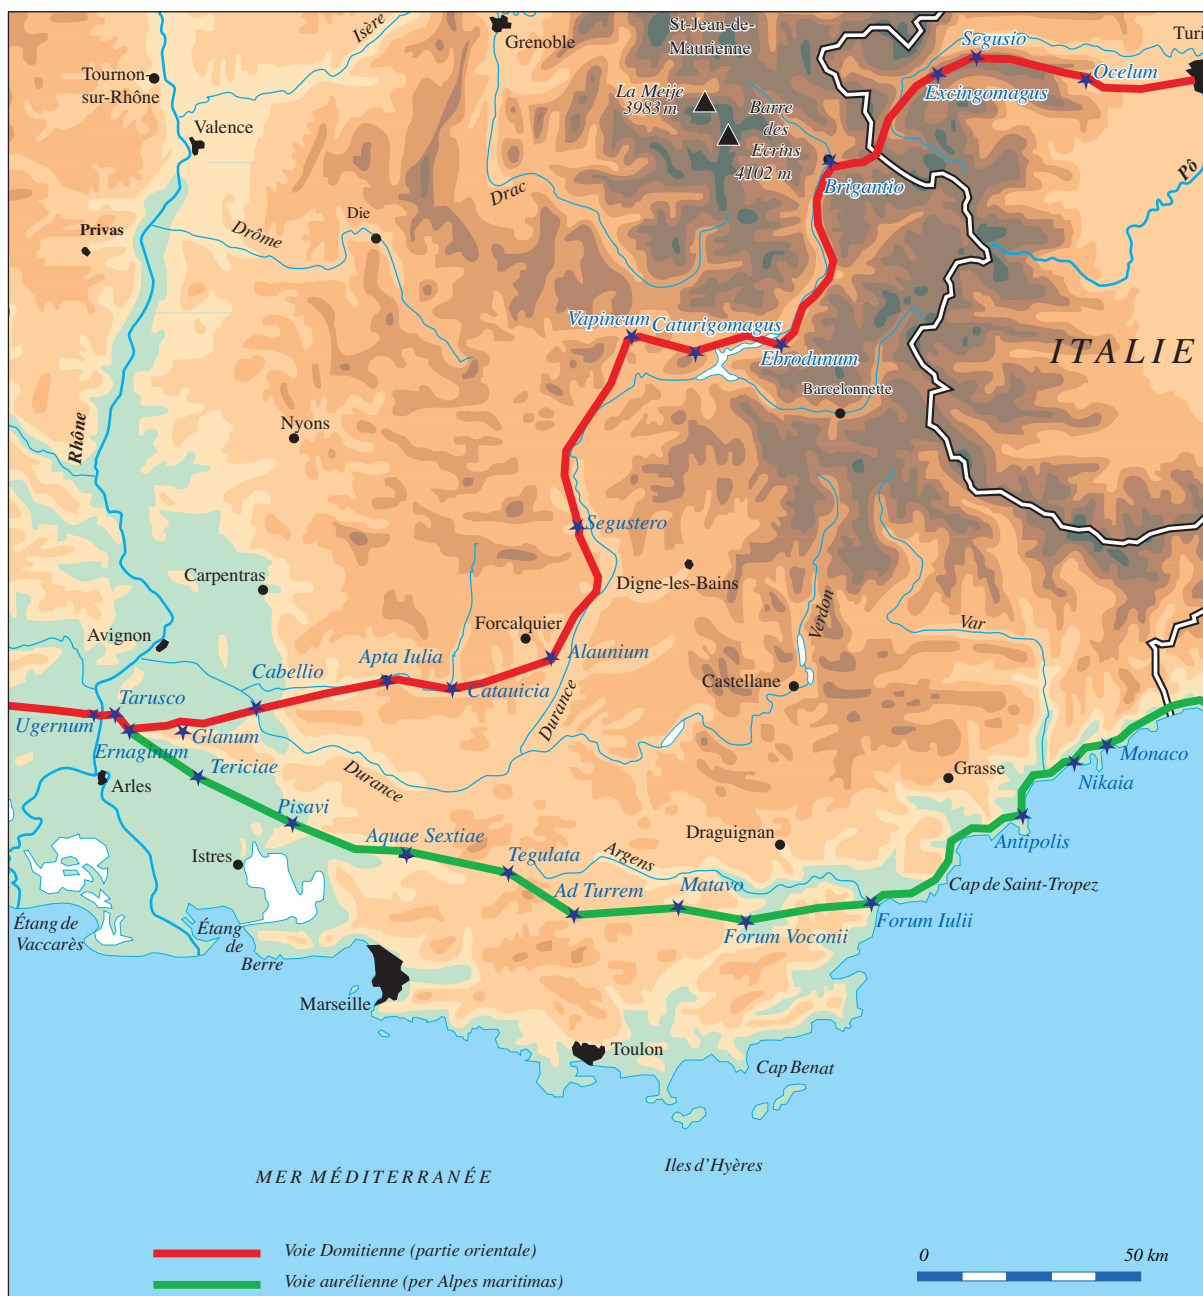 St-Jean-de-
Maurienne
Isère
Grenoble
Segusio
Turi
Tournon-
sur-Rhône
La Meije
3983 m
Excingomagus
Ocelum
Barre
des
Ecrins
4102 m
Valence
Brigantio
Pô
Drac
Die
Privas
Drôme
Vapincum
Caturigomagus
Ebrodunum
ITALIE
Barcelonnette
Rhône
Nyons
Segustero
Carpentras
Digne-les-Bains
Verdon
Forcalquier
Var
Avignon
Apta Iulia
Alaunium
Cabellio
Catauicia
Castellane
Tarusco
Ugernum
Glanum
Ernaginum
Durance
Monaco
Tericiae
Durance
Grasse
Nikaia
Arles
Pisavi
Aquae Sextiae
Draguignan
Antipolis
Istres
Tegulata
Argens
Ad Turrem
Matavo
Cap de Saint-Tropez
Étang de
Vaccarès
Étang
de
Berre
Forum Voconii
Forum Iulii
Marseille
Toulon
Cap Benat
Iles d'Hyères
MER MÉDITERRANÉE
Voie Domitienne (partie orientale)
Voie aurélienne (per Alpes maritimas)
0 50 km